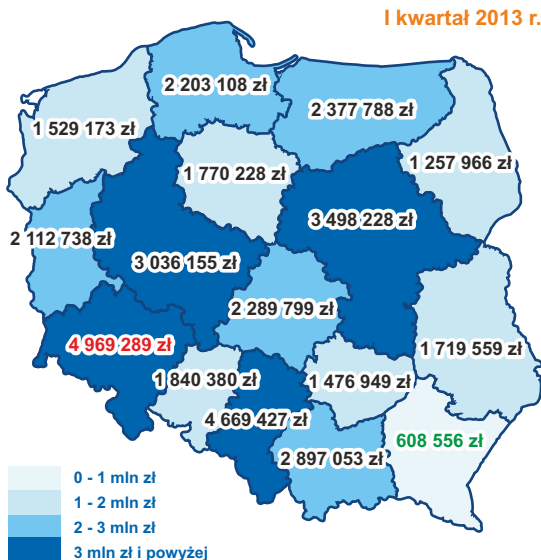 I kwartał 2013 r.
2 203 108 zł
2 377 788 zł
1 529 173 zł
1 257 966 zł
1 770 228 zł
3 498 228 zł
2 112 738 zł
3 036 155 zł
2 289 799 zł
4 969 289 zł
1 719 559 zł
1 840 380 zł
1 476 949 zł
4 669 427 zł
608 556 zł
2 897 053 zł
0 - 1 mln zł
1 - 2 mln zł
2 - 3 mln zł
3 mln zł i powyżej